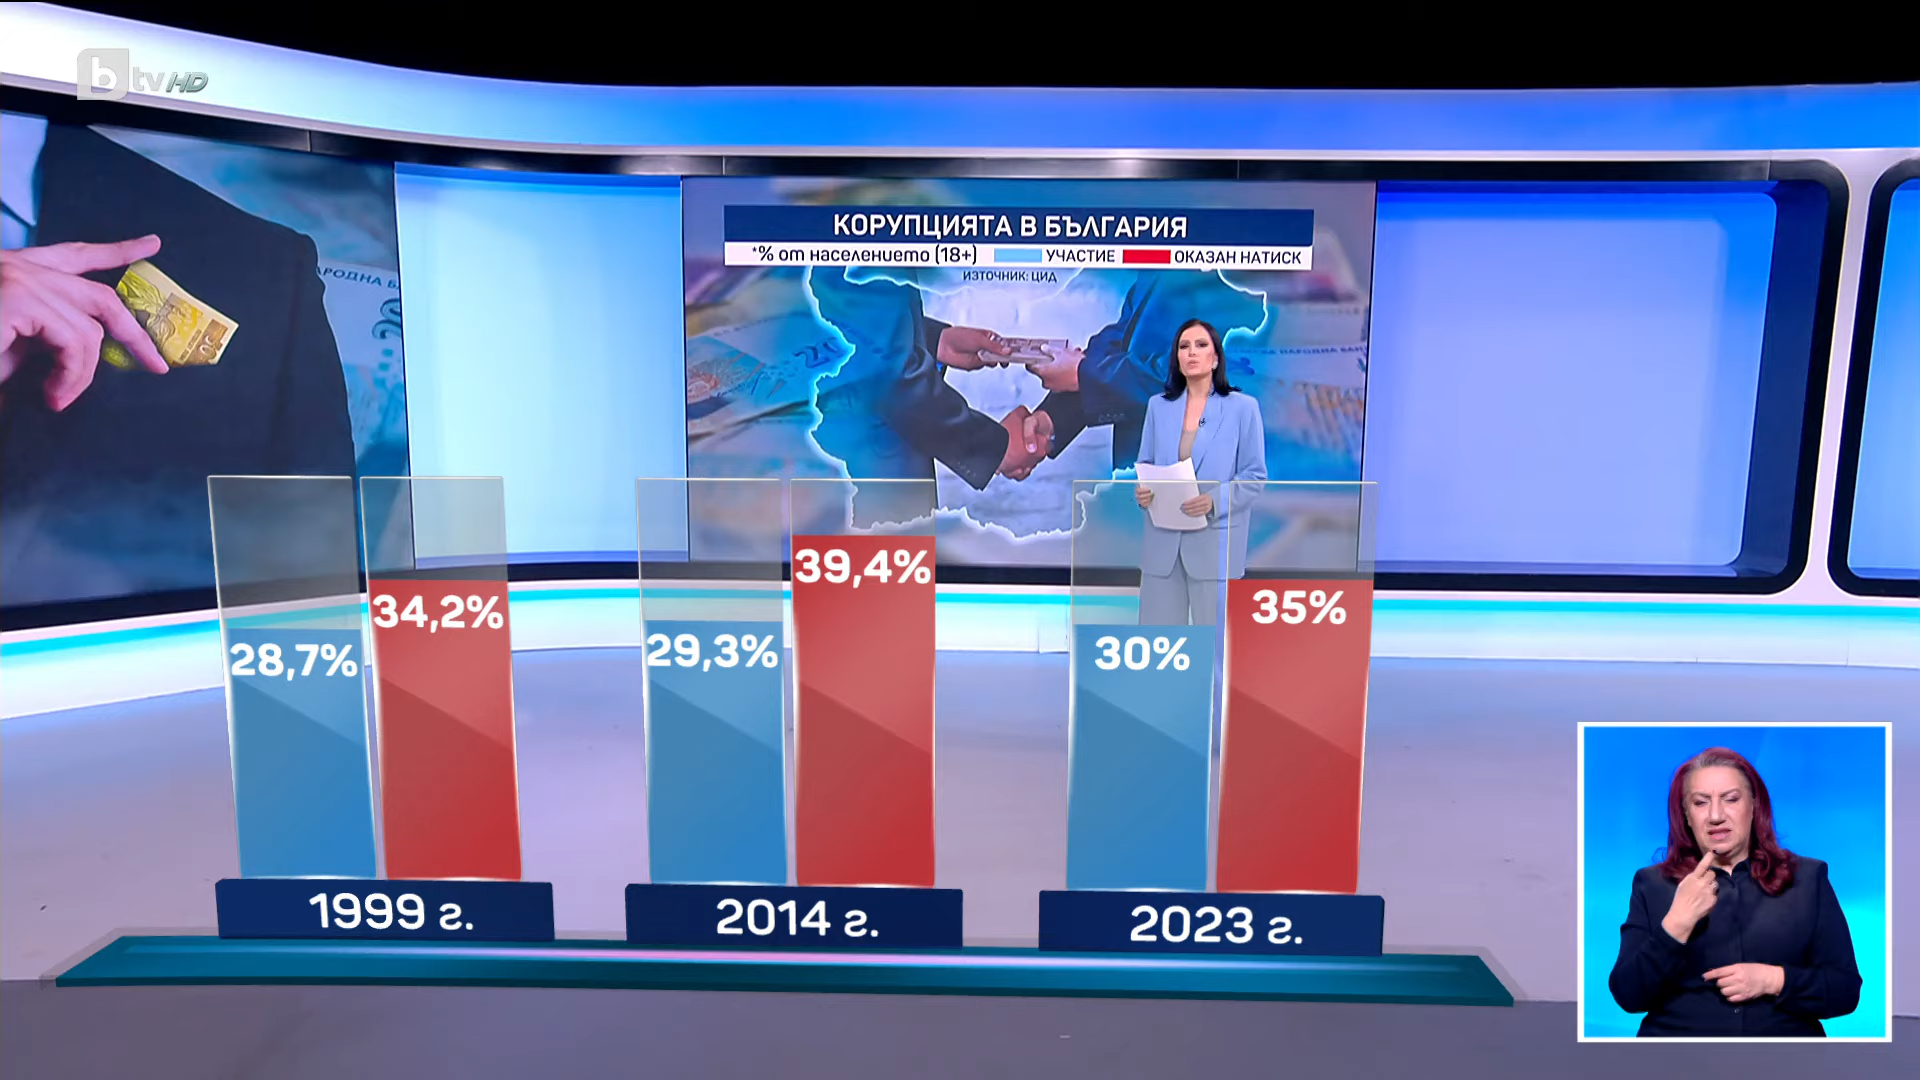 btv HD
КОРУПЦИЯТА В БЪЛГАРИЯ
*% от населението (18+) УЧАСТИЕ ОКАЗАН НАТИСК
ИЗТОЧНИК: ЦИД
28,7% 34,2% 29,3% 39,4% 30% 35%
1999 г. 2014 г. 2023 г.